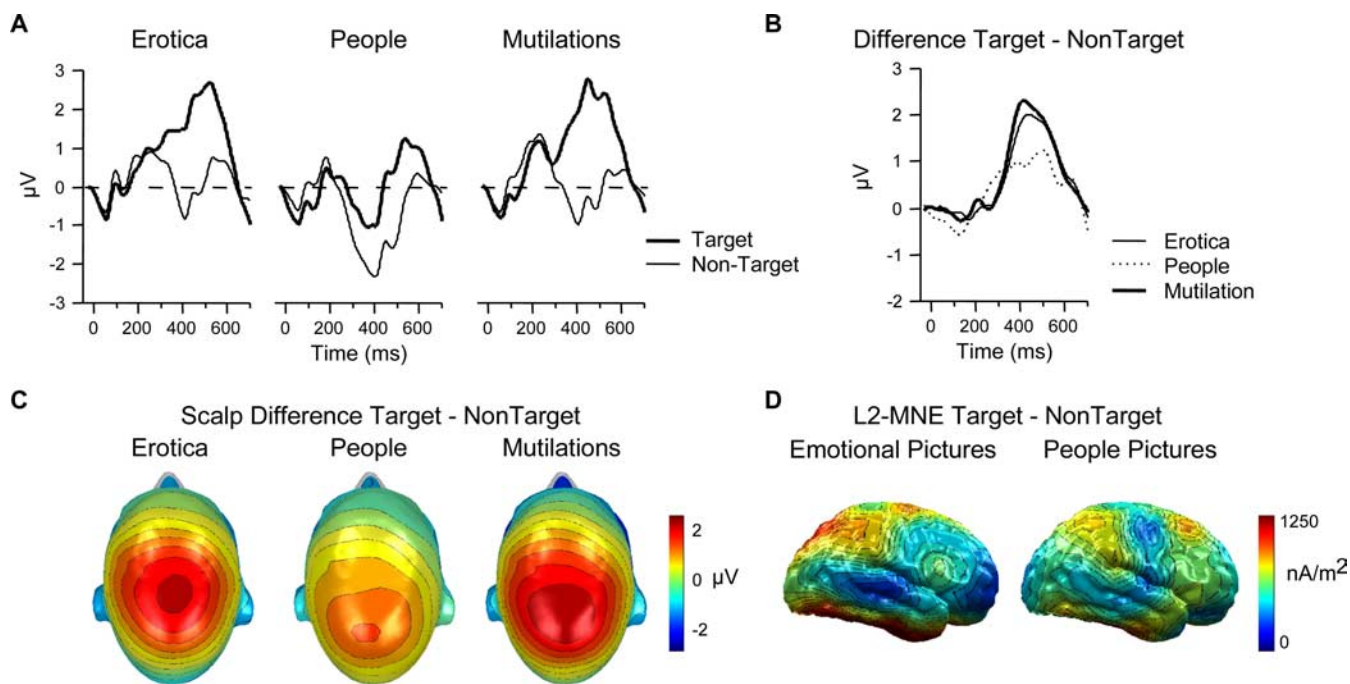 A
Erotica People Mutilations
3
2
1
0
-1
-2
-3
µV
0 200 400 600
0 200 400 600
0 200 400 600
Time (ms)
Target
Non-Target
B
Difference Target - NonTarget
3
2
1
0
-1
-2
µV
0 200 400 600
Time (ms)
Erotica
People
Mutilation
C
Scalp Difference Target - NonTarget
Erotica People Mutilations
2
0 µV
-2
D
L2-MNE Target - NonTarget
Emotional Pictures People Pictures
1250
nA/m²
0